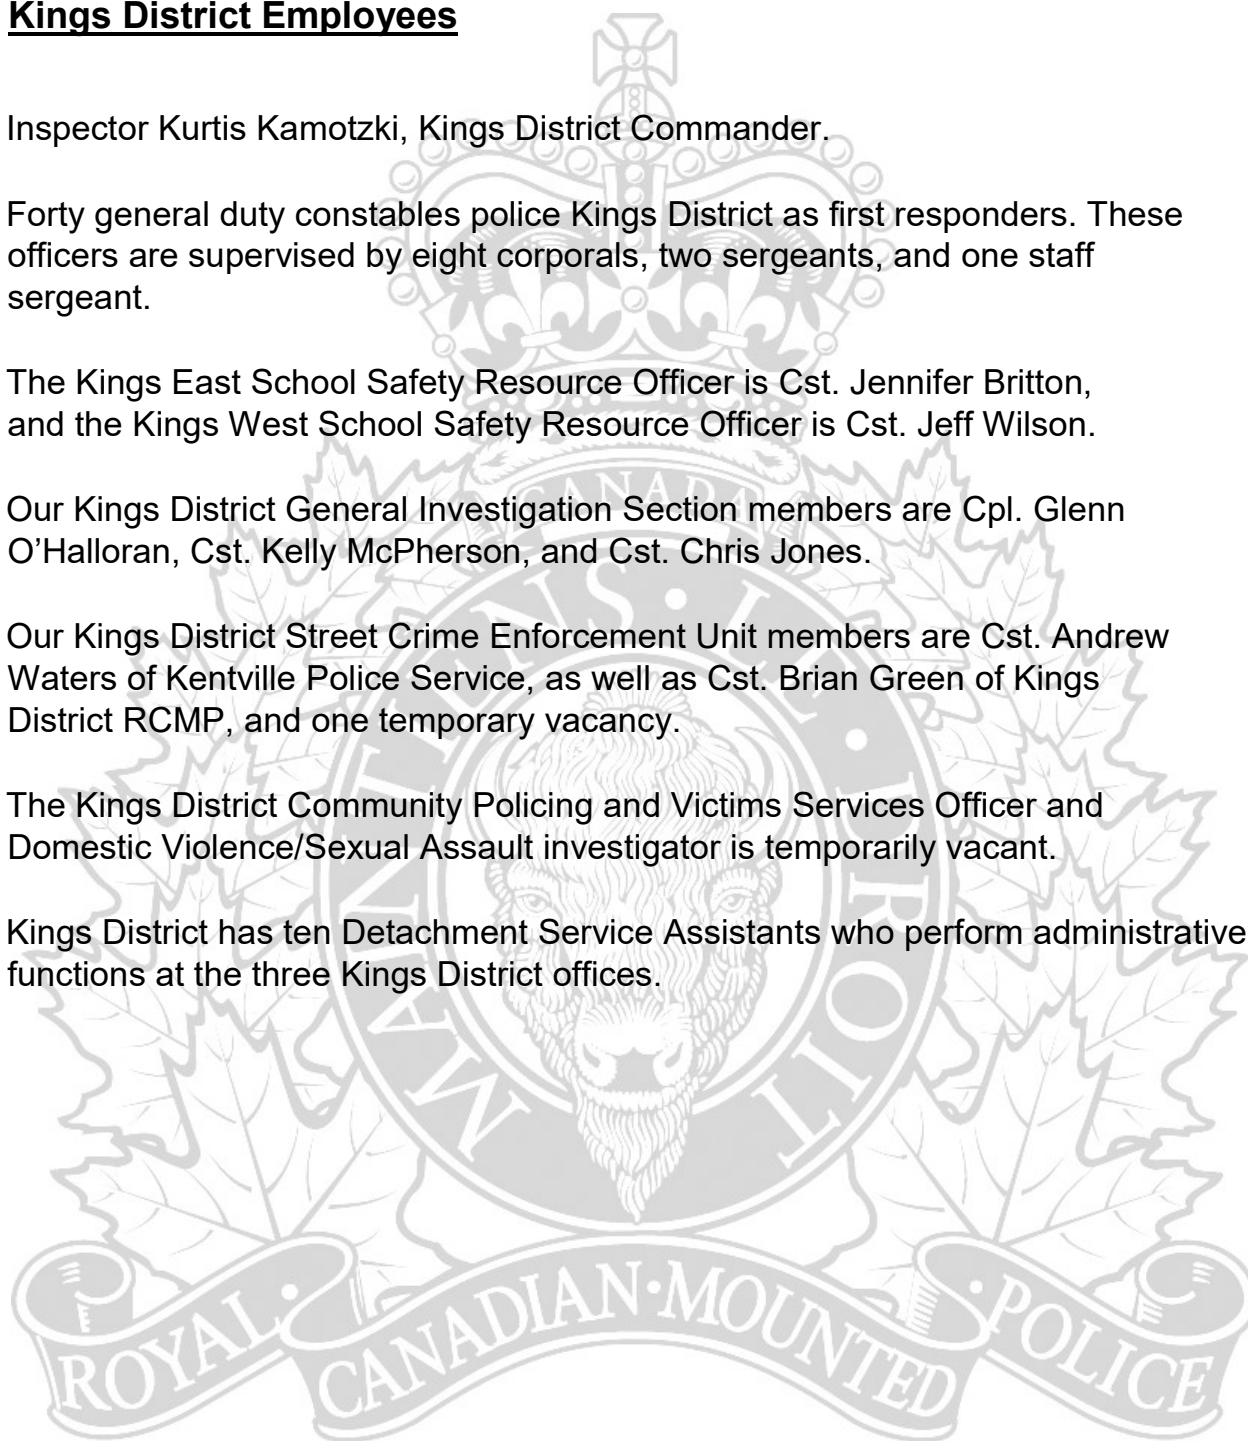 Kings District Employees
Inspector Kurtis Kamotzki, Kings District Commander.
Forty general duty constables police Kings District as first responders. These
officers are supervised by eight corporals, two sergeants, and one staff
sergeant.
The Kings East School Safety Resource Officer is Cst. Jennifer Britton,
and the Kings West School Safety Resource Officer is Cst. Jeff Wilson.
CANADA
Our Kings District General Investigation Section members are Cpl. Glenn
O’Halloran, Cst. Kelly McPherson, and Cst. Chris Jones.
Our Kings District Street Crime Enforcement Unit members are Cst. Andrew
Waters of Kentville Police Service, as well as Cst. Brian Green of Kings
District RCMP, and one temporary vacancy.
The Kings District Community Policing and Victims Services Officer and
Domestic Violence/Sexual Assault investigator is temporarily vacant.
Kings District has ten Detachment Service Assistants who perform administrative
functions at the three Kings District offices.
MAINTIENS LE DROIT
ROYAL · CANADIAN · MOUNTED · POLICE